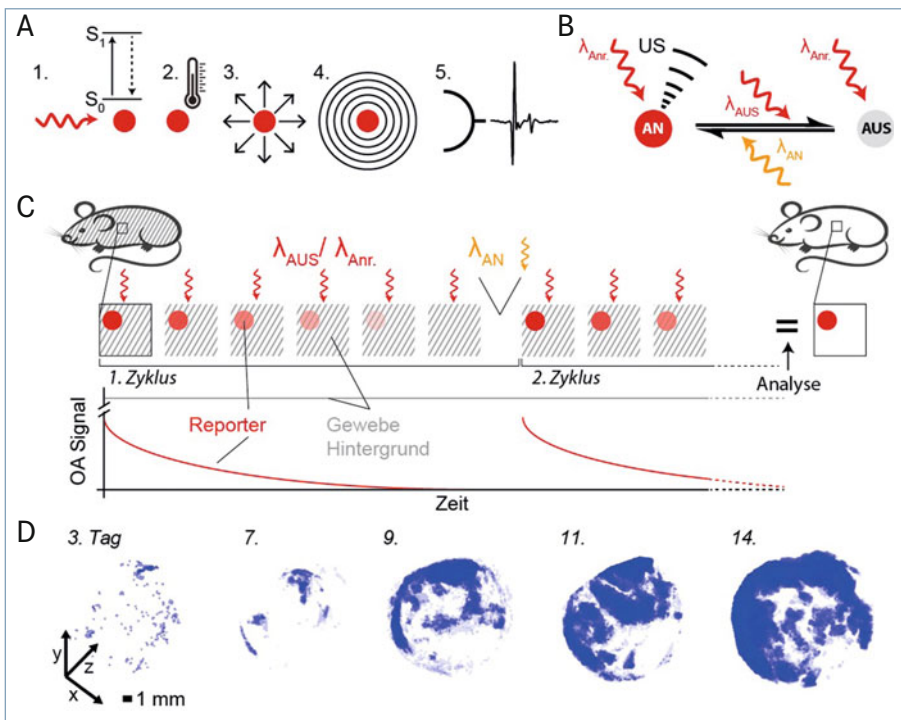 A
1.
S1
S0
2.
3.
4.
5.
B
λAnr.
US
λAnr.
λAUS
AN
AUS
λAN
C
λAUS/ λAnr.
λAN
=
1. Zyklus
2. Zyklus
Analyse
Reporter
Gewebe
Hintergrund
OA Signal
Zeit
D
3. Tag
7.
9.
11.
14.
y
z
x
1 mm